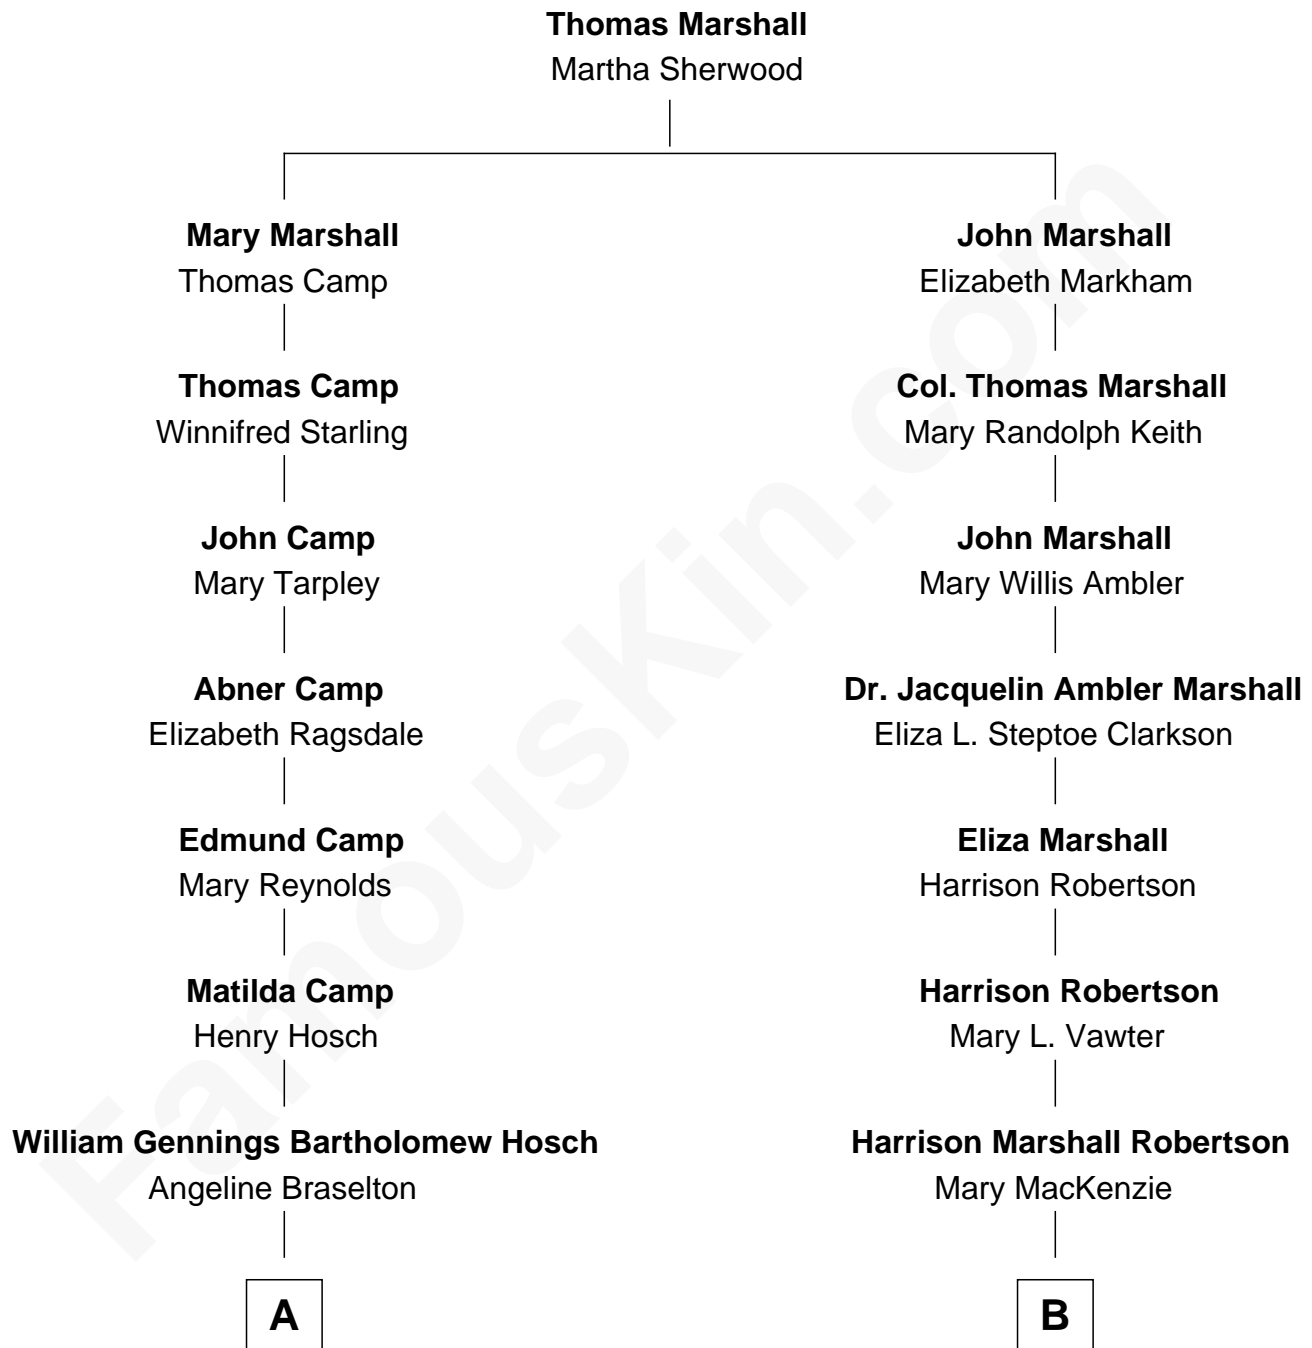 Thomas Marshall
Martha Sherwood
Mary Marshall
Thomas Camp
John Marshall
Elizabeth Markham
Thomas Camp
Winnifred Starling
Col. Thomas Marshall
Mary Randolph Keith
John Camp
Mary Tarpley
John Marshall
Mary Willis Ambler
Abner Camp
Elizabeth Ragsdale
Dr. Jacquelin Ambler Marshall
Eliza L. Steptoe Clarkson
Edmund Camp
Mary Reynolds
Eliza Marshall
Harrison Robertson
Matilda Camp
Henry Hosch
Harrison Robertson
Mary L. Vawter
William Gennings Bartholomew Hosch
Angeline Braselton
Harrison Marshall Robertson
Mary MacKenzie
A
B
FamousKin.com